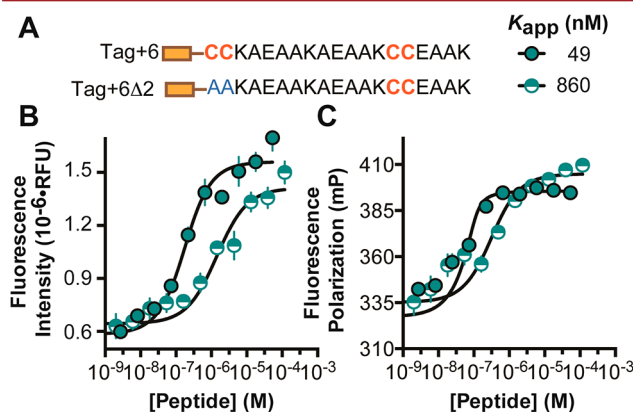 A
Kapp (nM)
Tag+6 CCKAEAAKAEAAKCCEAAK 49
Tag+6Δ2 AAKAEAAKAEAAKCCEAAK 860
B
Fluorescence
Intensity (10-6•RFU)
1.5
1.2
0.9
0.6
10-9 10-8 10-7 10-6 10-5 10-4 10-3
[Peptide] (M)
C
Fluorescence
Polarization (mP)
410
385
360
335
310
10-9 10-8 10-7 10-6 10-5 10-4 10-3
[Peptide] (M)